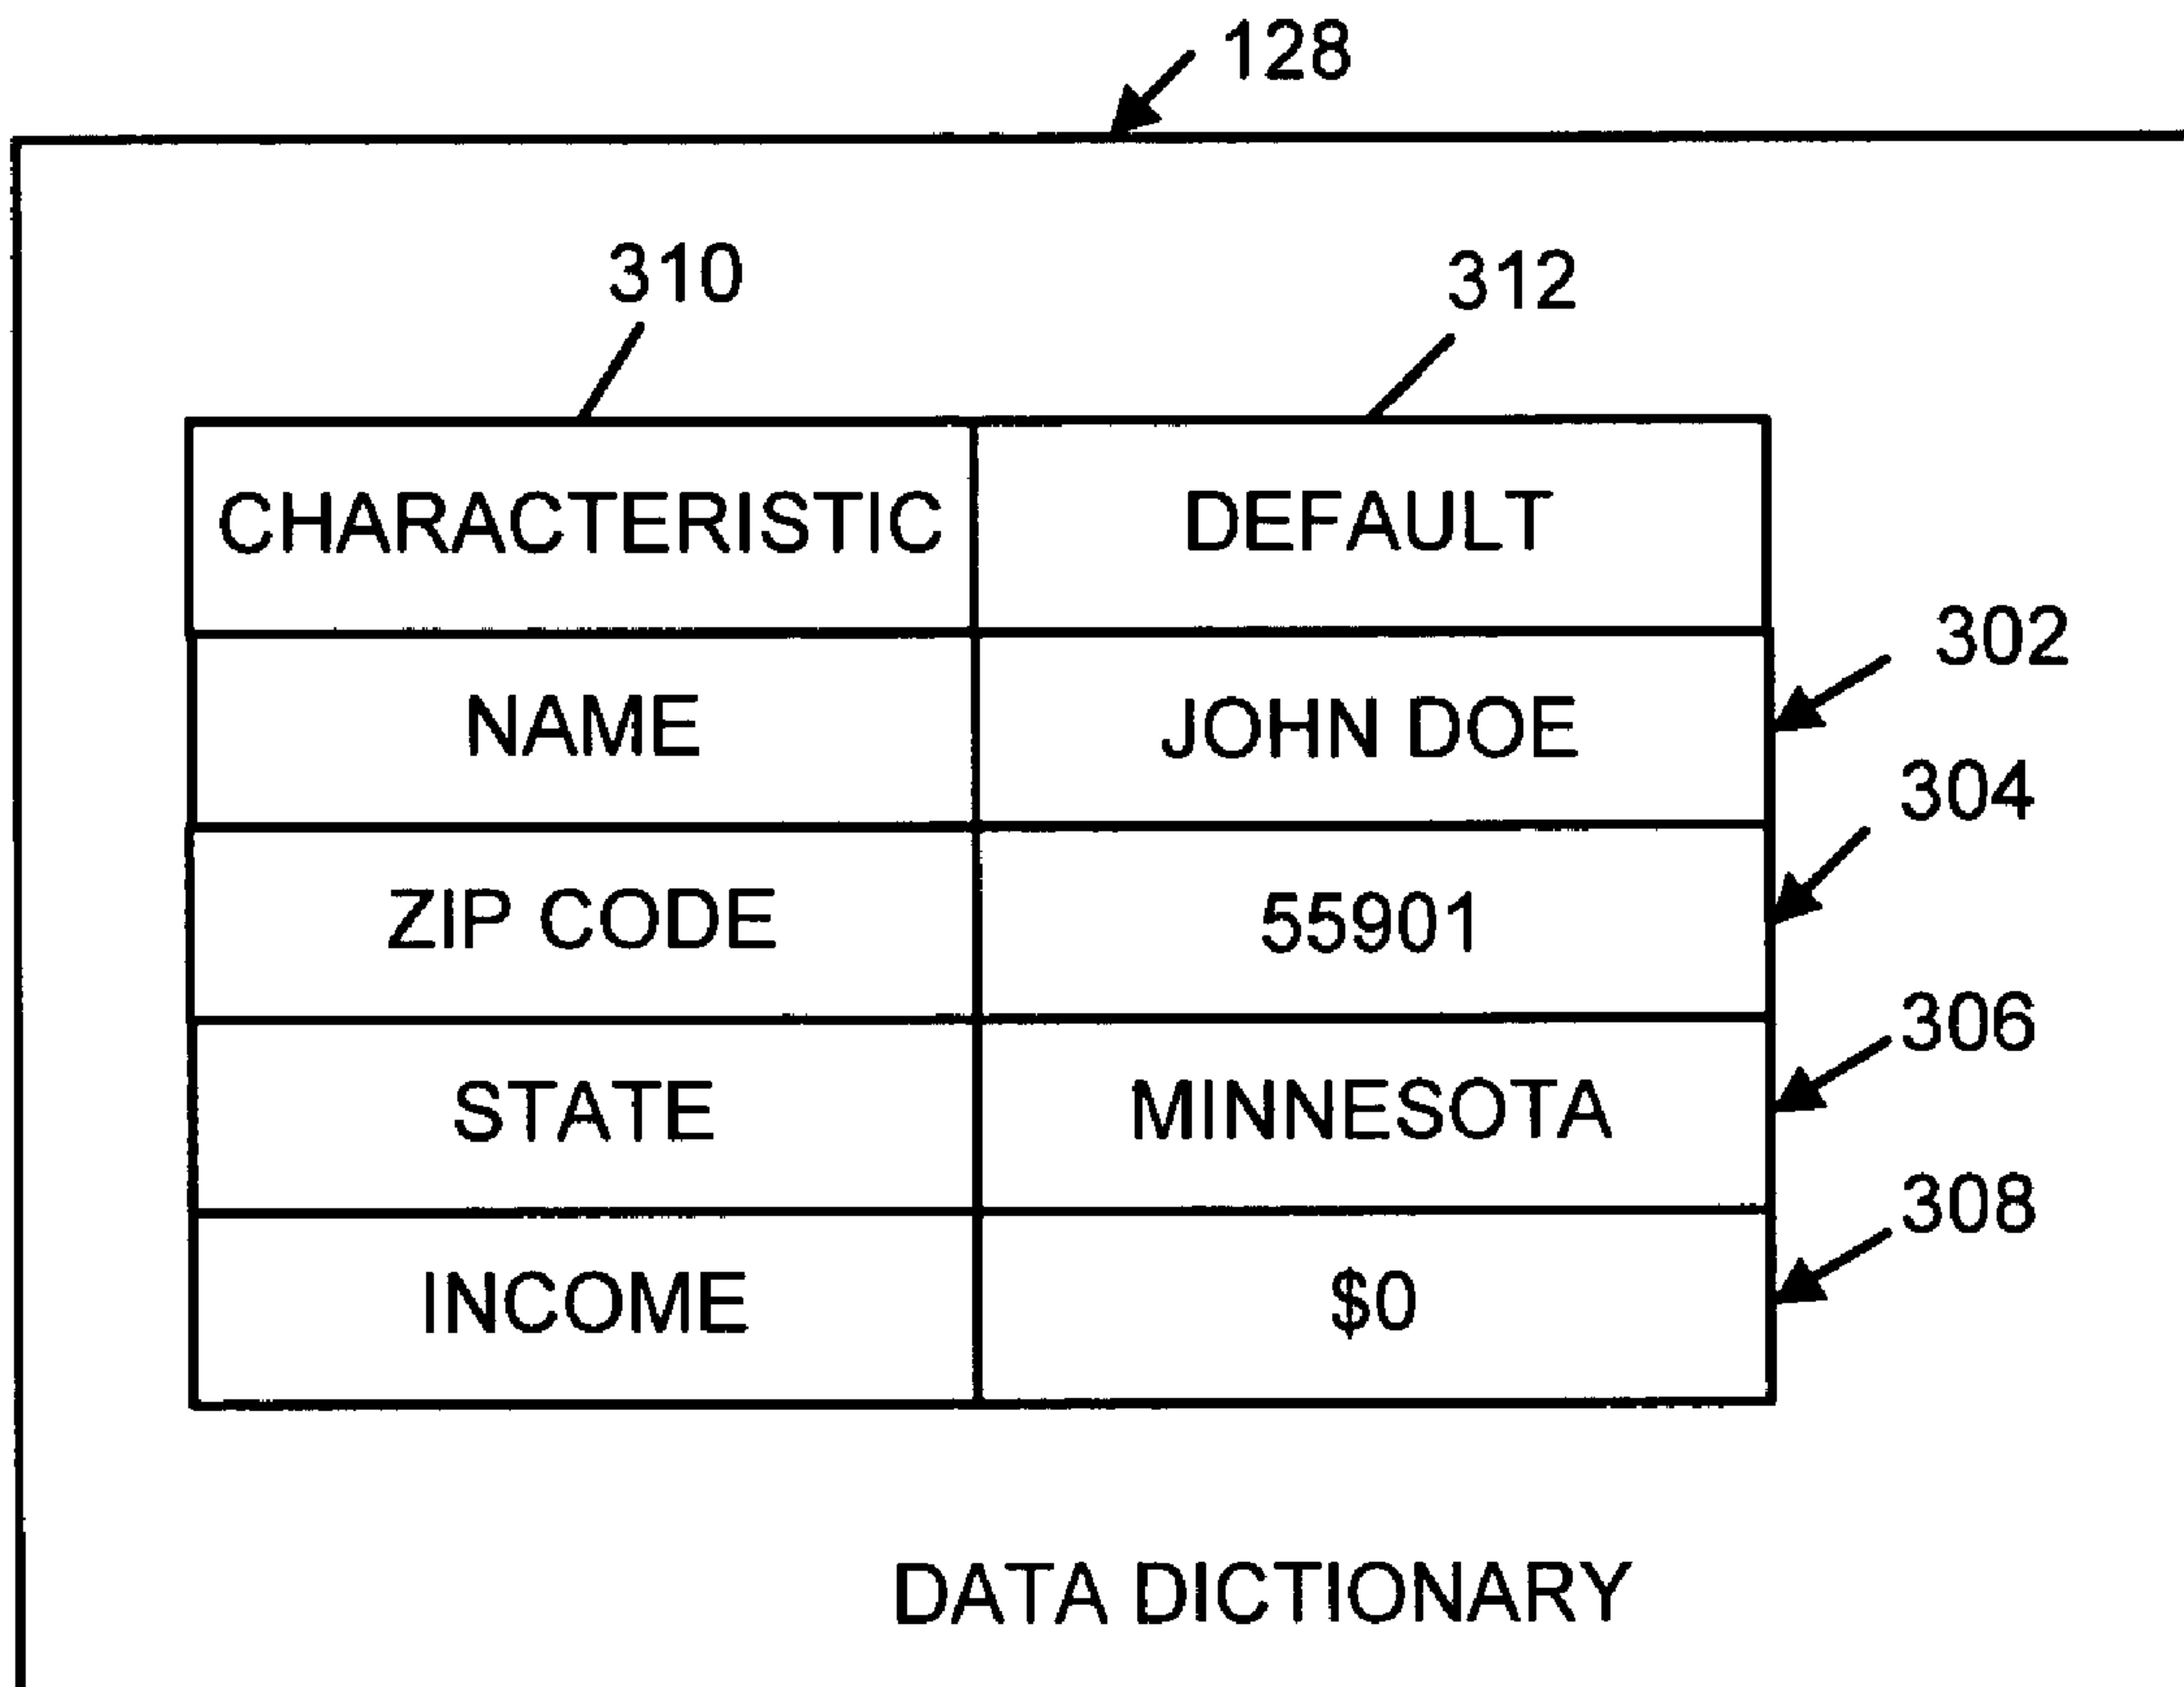 128
310 312
CHARACTERISTIC DEFAULT
302
NAME JOHN DOE
304
ZIP CODE 55901
306
STATE MINNESOTA
308
INCOME $0
DATA DICTIONARY